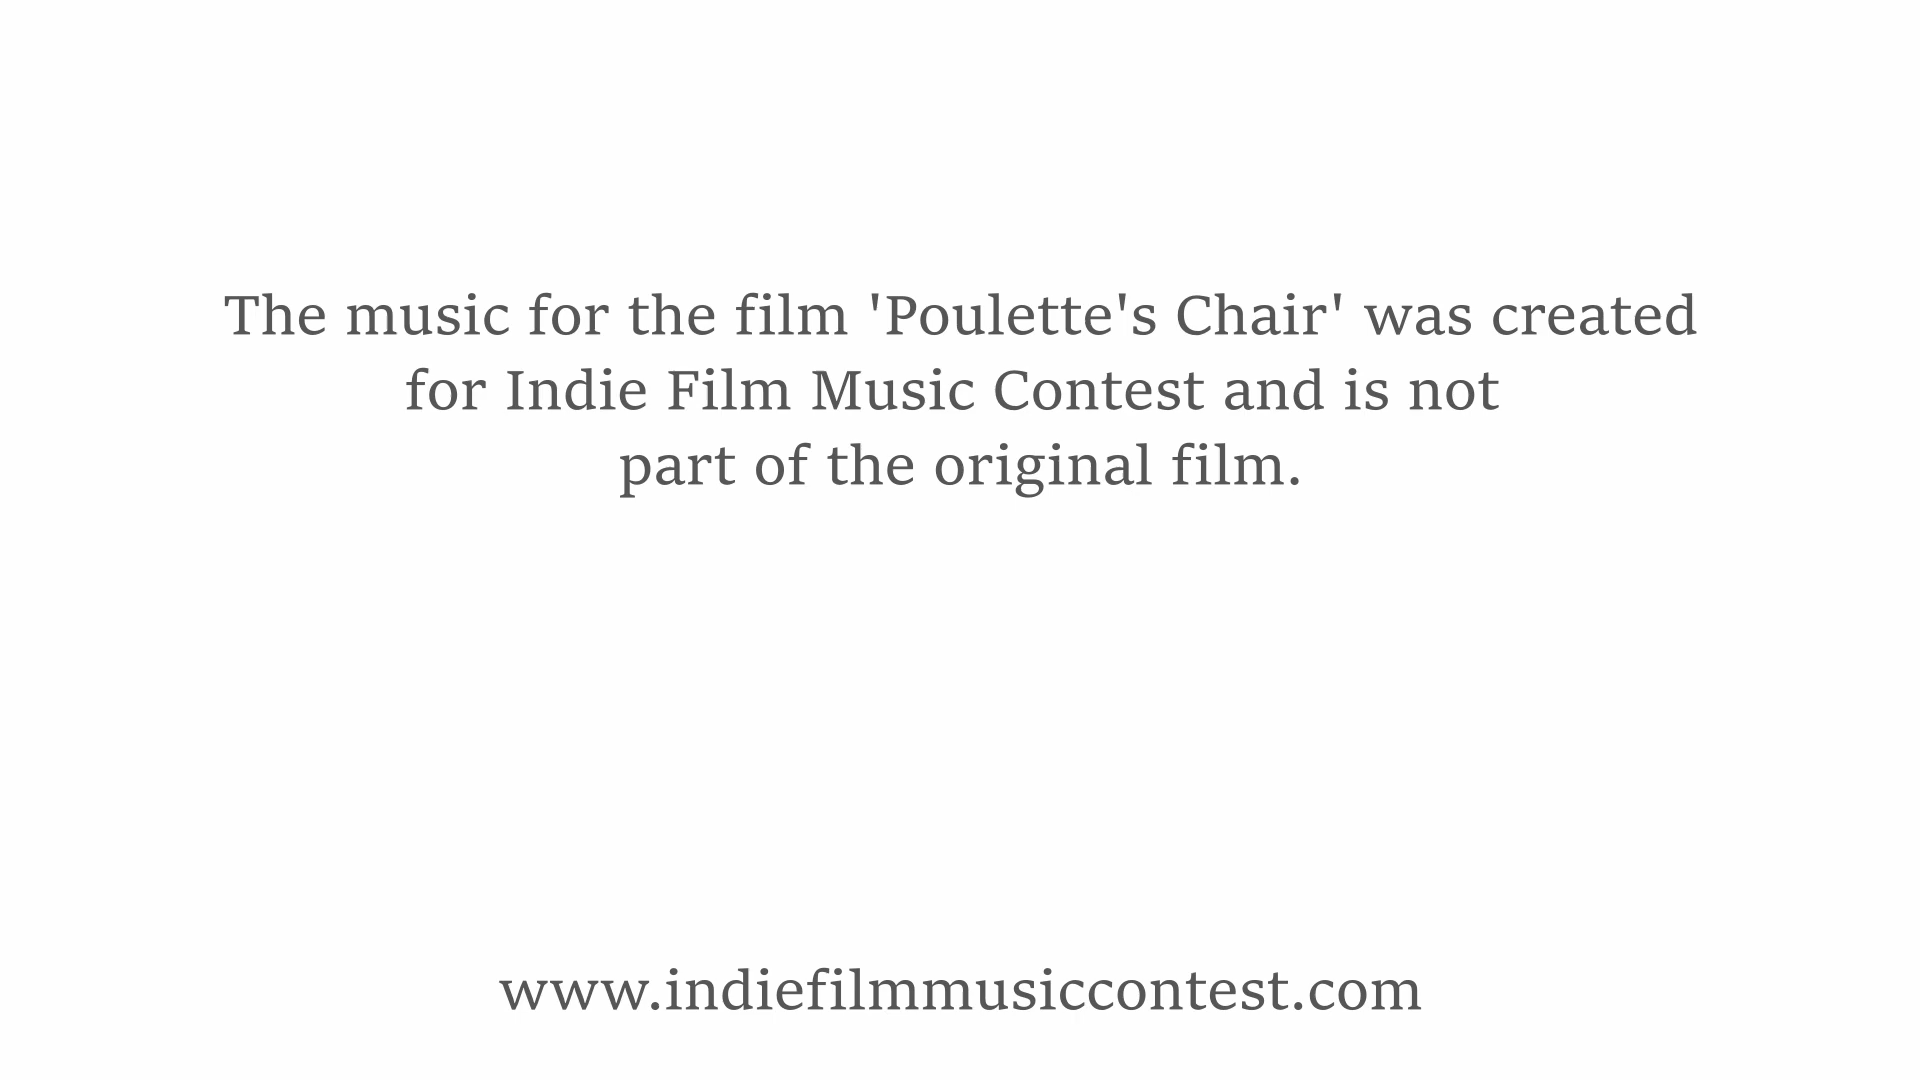 The music for the film 'Poulette's Chair' was created
for Indie Film Music Contest and is not
part of the original film.
www.indiefilmmusiccontest.com